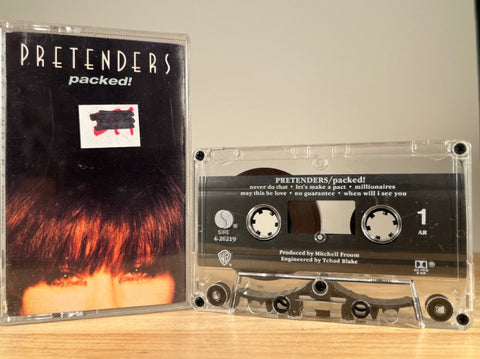 PRETENDERS
packed!
PRETENDERS/packed!
never do that • let's make a pact • millionaires
may this be love • no guarantee • when will i see you
SIRE
4-26219
1
AR
Produced by Mitchell Froom
Engineered by Tchad Blake